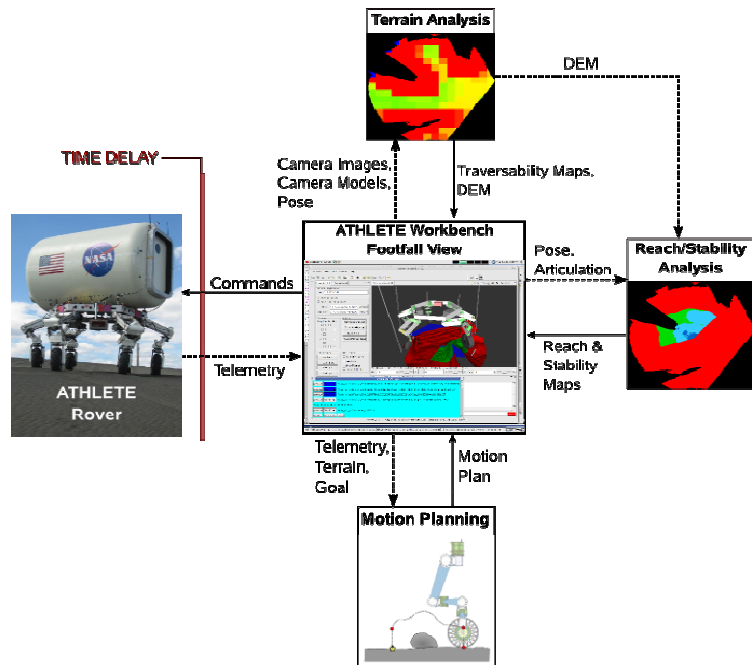 Terrain Analysis
DEM
TIME DELAY
Camera Images,
Camera Models,
Pose
Traversability Maps,
DEM
ATHLETE Workbench
Footfall View
Pose.
Articulation
Reach/Stability
Analysis
NASA
Commands
Telemetry
Reach &
Stability
Maps
ATHLETE
Rover
Telemetry,
Terrain,
Goal
Motion
Plan
Motion Planning